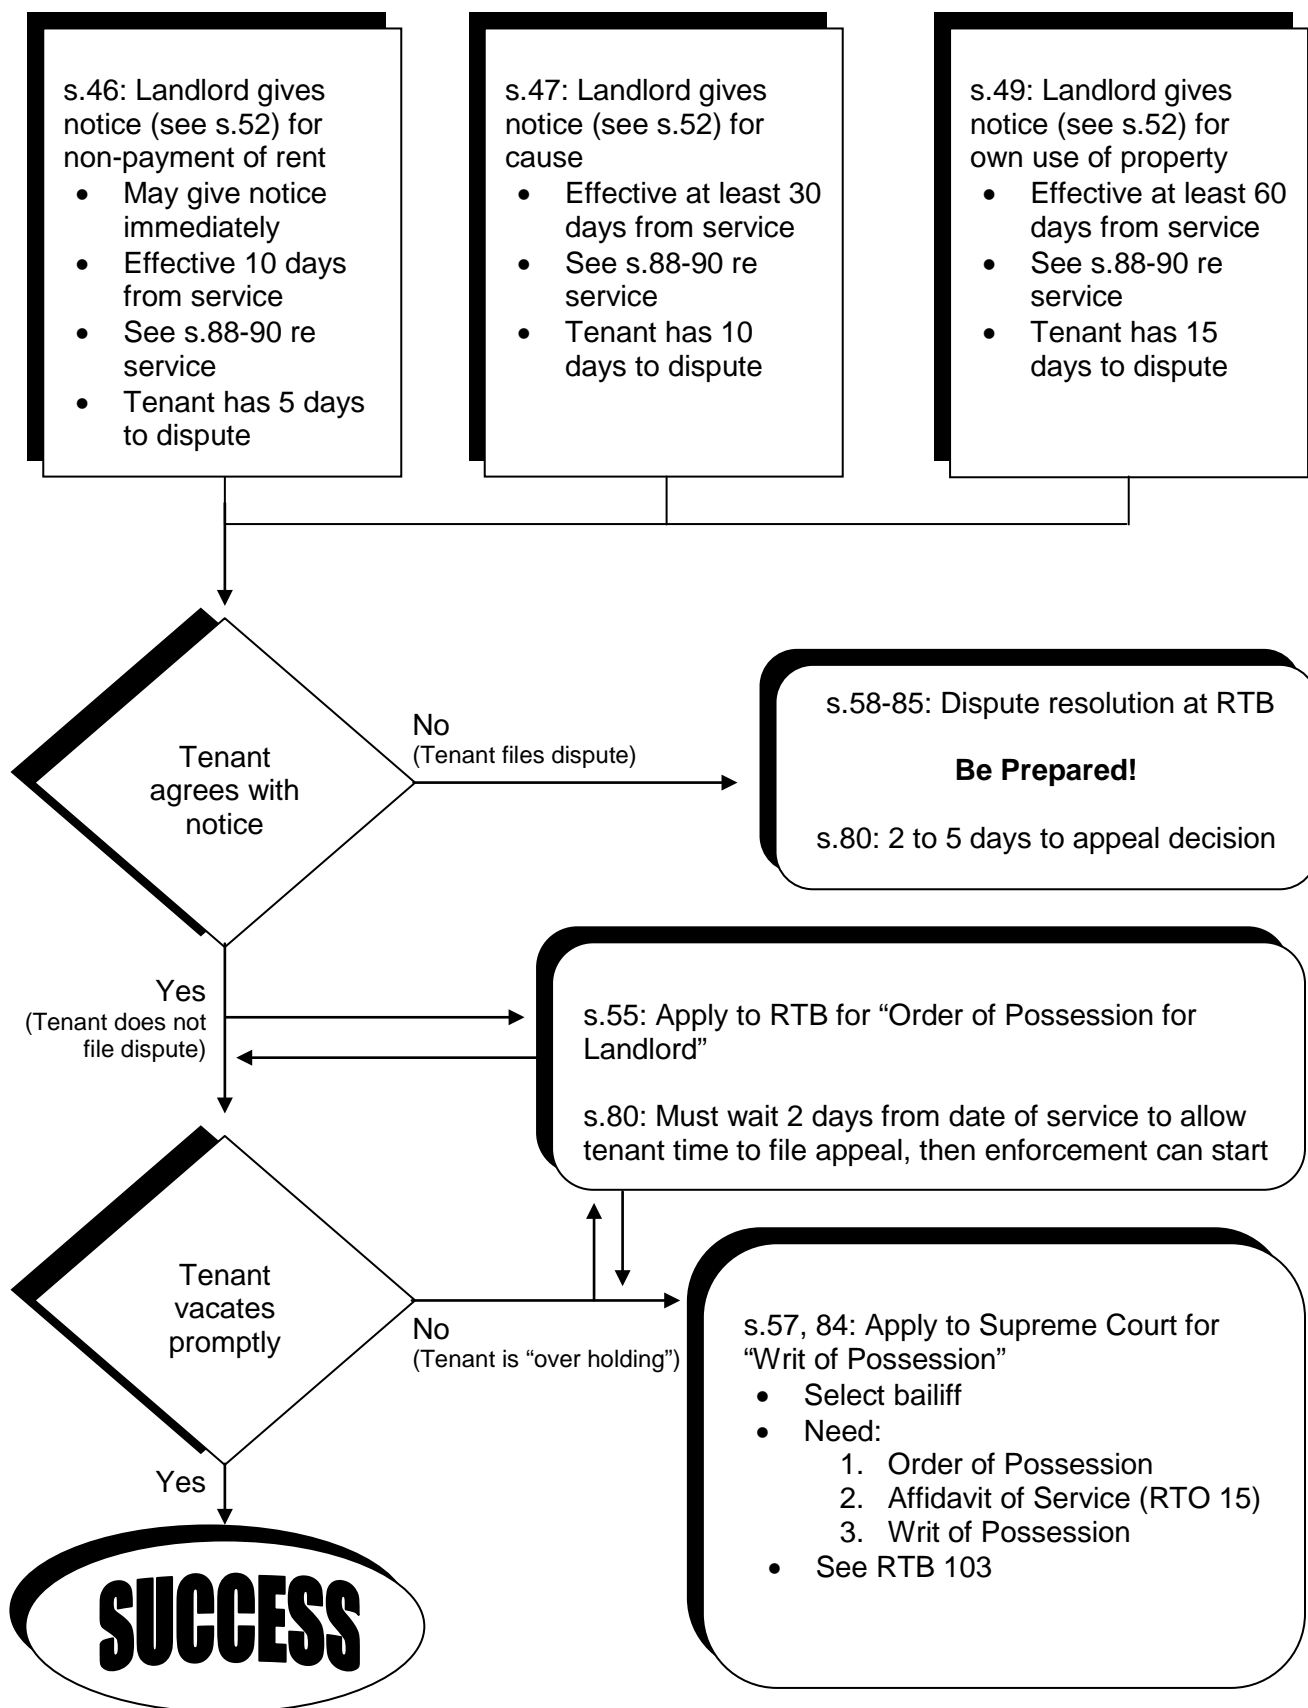 s.46: Landlord gives
notice (see s.52) for
non-payment of rent
• May give notice
immediately
• Effective 10 days
from service
• See s.88-90 re
service
• Tenant has 5 days
to dispute
s.47: Landlord gives
notice (see s.52) for
cause
• Effective at least 30
days from service
• See s.88-90 re
service
• Tenant has 10
days to dispute
s.49: Landlord gives
notice (see s.52) for
own use of property
• Effective at least 60
days from service
• See s.88-90 re
service
• Tenant has 15
days to dispute
Tenant
agrees with
notice
No
(Tenant files dispute)
s.58-85: Dispute resolution at RTB
Be Prepared!
s.80: 2 to 5 days to appeal decision
Yes
(Tenant does not
file dispute)
s.55: Apply to RTB for “Order of Possession for
Landlord”
s.80: Must wait 2 days from date of service to allow
tenant time to file appeal, then enforcement can start
Tenant
vacates
promptly
No
(Tenant is “over holding”)
s.57, 84: Apply to Supreme Court for
“Writ of Possession”
• Select bailiff
• Need:
1. Order of Possession
2. Affidavit of Service (RTO 15)
3. Writ of Possession
• See RTB 103
Yes
SUCCESS